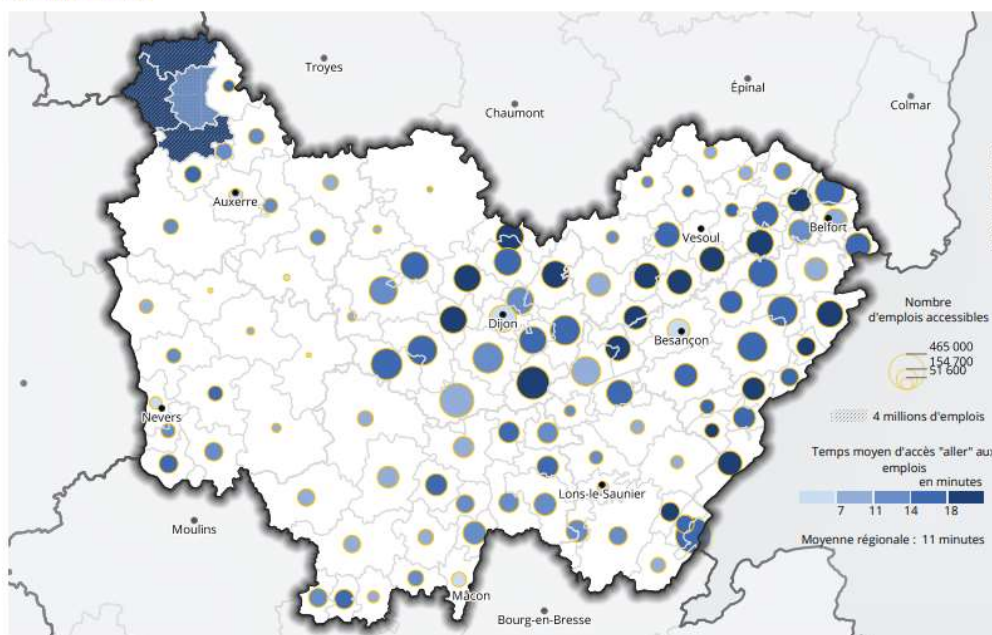 Troyes
Chaumont
Épinal
Colmar
Auxerre
Vesoul
Belfort
Dijon
Besançon
Nevers
Lons-le-Saunier
Moulins
Mâcon
Bourg-en-Bresse
Nombre
d'emplois accessibles
465 000
154 700
51 600
4 millions d'emplois
Temps moyen d'accès "aller" aux
emplois
en minutes
7 11 14 18
Moyenne régionale : 11 minutes